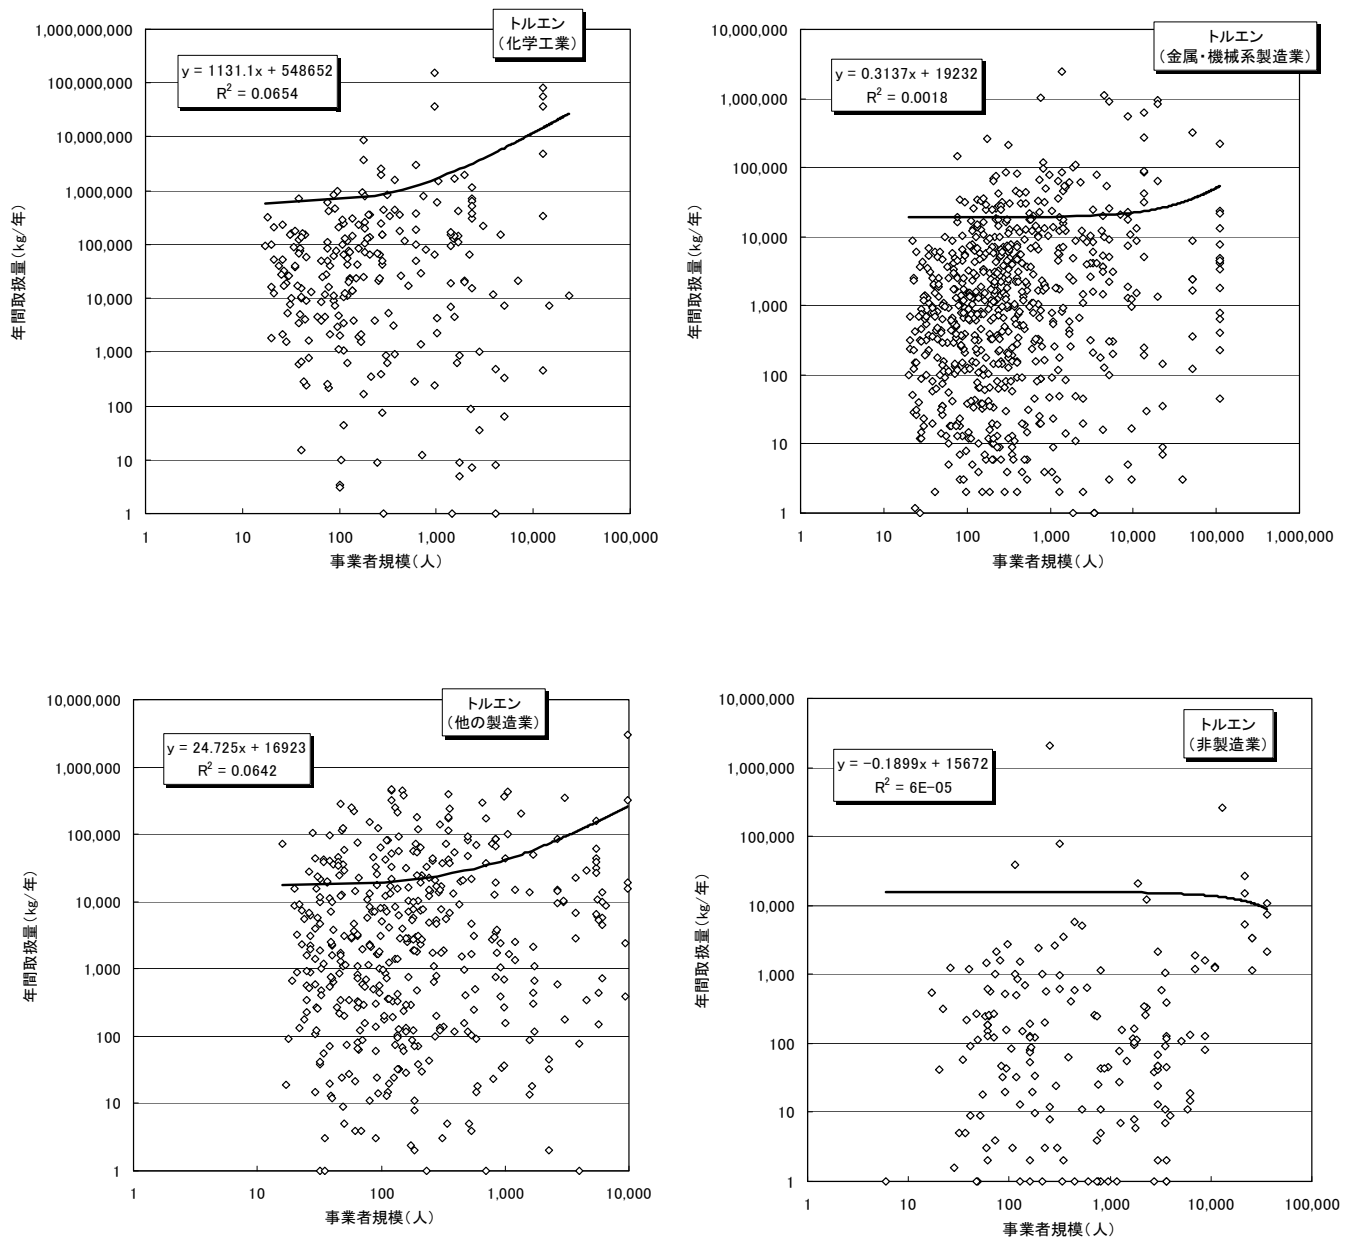 トルエン
（化学工業）
y = 1131.1x + 548652
R² = 0.0654
1,000,000,000
100,000,000
10,000,000
1,000,000
100,000
10,000
1,000
100
10
1
年間取扱量（kg/年）
1 10 100 1,000 10,000 100,000
事業者規模（人）
トルエン
（金属・機械系製造業）
y = 0.3137x + 19232
R² = 0.0018
10,000,000
1,000,000
100,000
10,000
1,000
100
10
1
年間取扱量（kg/年）
1 10 100 1,000 10,000 100,000 1,000,000
事業者規模（人）
トルエン
（他の製造業）
y = 24.725x + 16923
R² = 0.0642
10,000,000
1,000,000
100,000
10,000
1,000
100
10
1
年間取扱量（kg/年）
1 10 100 1,000 10,000
事業者規模（人）
トルエン
（非製造業）
y = -0.1899x + 15672
R² = 6E-05
10,000,000
1,000,000
100,000
10,000
1,000
100
10
1
年間取扱量（kg/年）
1 10 100 1,000 10,000 100,000
事業者規模（人）